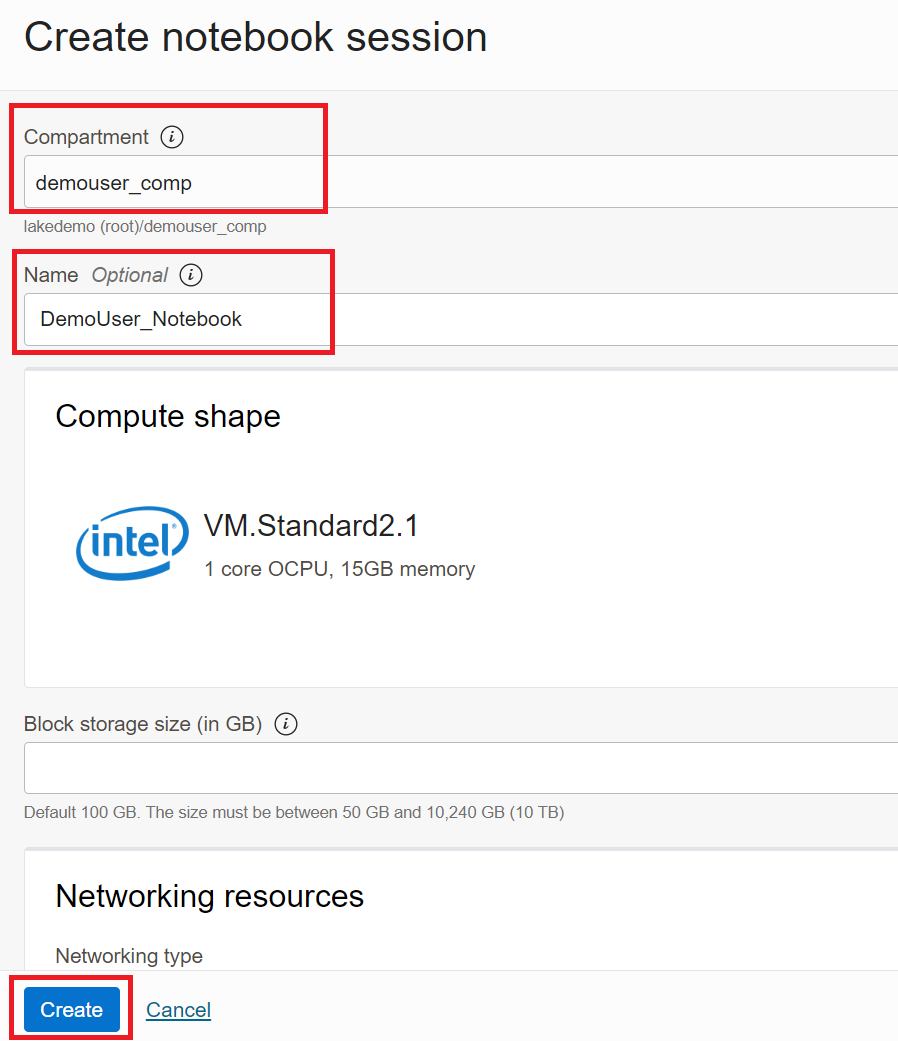 Create notebook session
Compartment i
demouser_comp
lakedemo (root)/demouser_comp
Name Optional i
DemoUser_Notebook
Compute shape
intel®
VM.Standard2.1
1 core OCPU, 15GB memory
Block storage size (in GB) i
Default 100 GB. The size must be between 50 GB and 10,240 GB (10 TB)
Networking resources
Networking type
Create Cancel